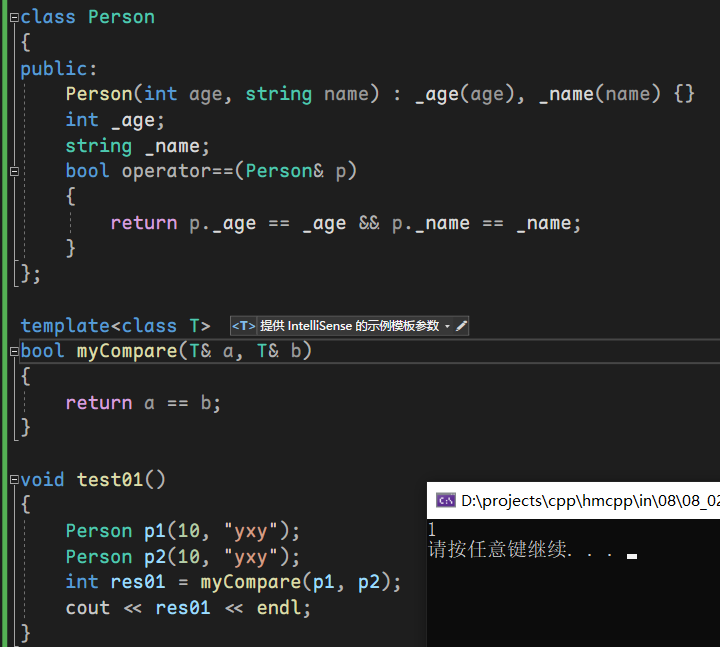 class Person
{
public:
    Person(int age, string name) : _age(age), _name(name) {}
    int _age;
    string _name;
    bool operator==(Person& p)
    {
        return p._age == _age && p._name == _name;
    }
};
template<class T> <T> 提供 IntelliSense 的示例模板参数
bool myCompare(T& a, T& b)
{
    return a == b;
}
void test01()
{
    Person p1(10, "yxy");
    Person p2(10, "yxy");
    int res01 = myCompare(p1, p2);
    cout << res01 << endl;
}
C:\ D:\projects\cpp\hmcpp\in\08\08_02
1
请按任意键继续. . .